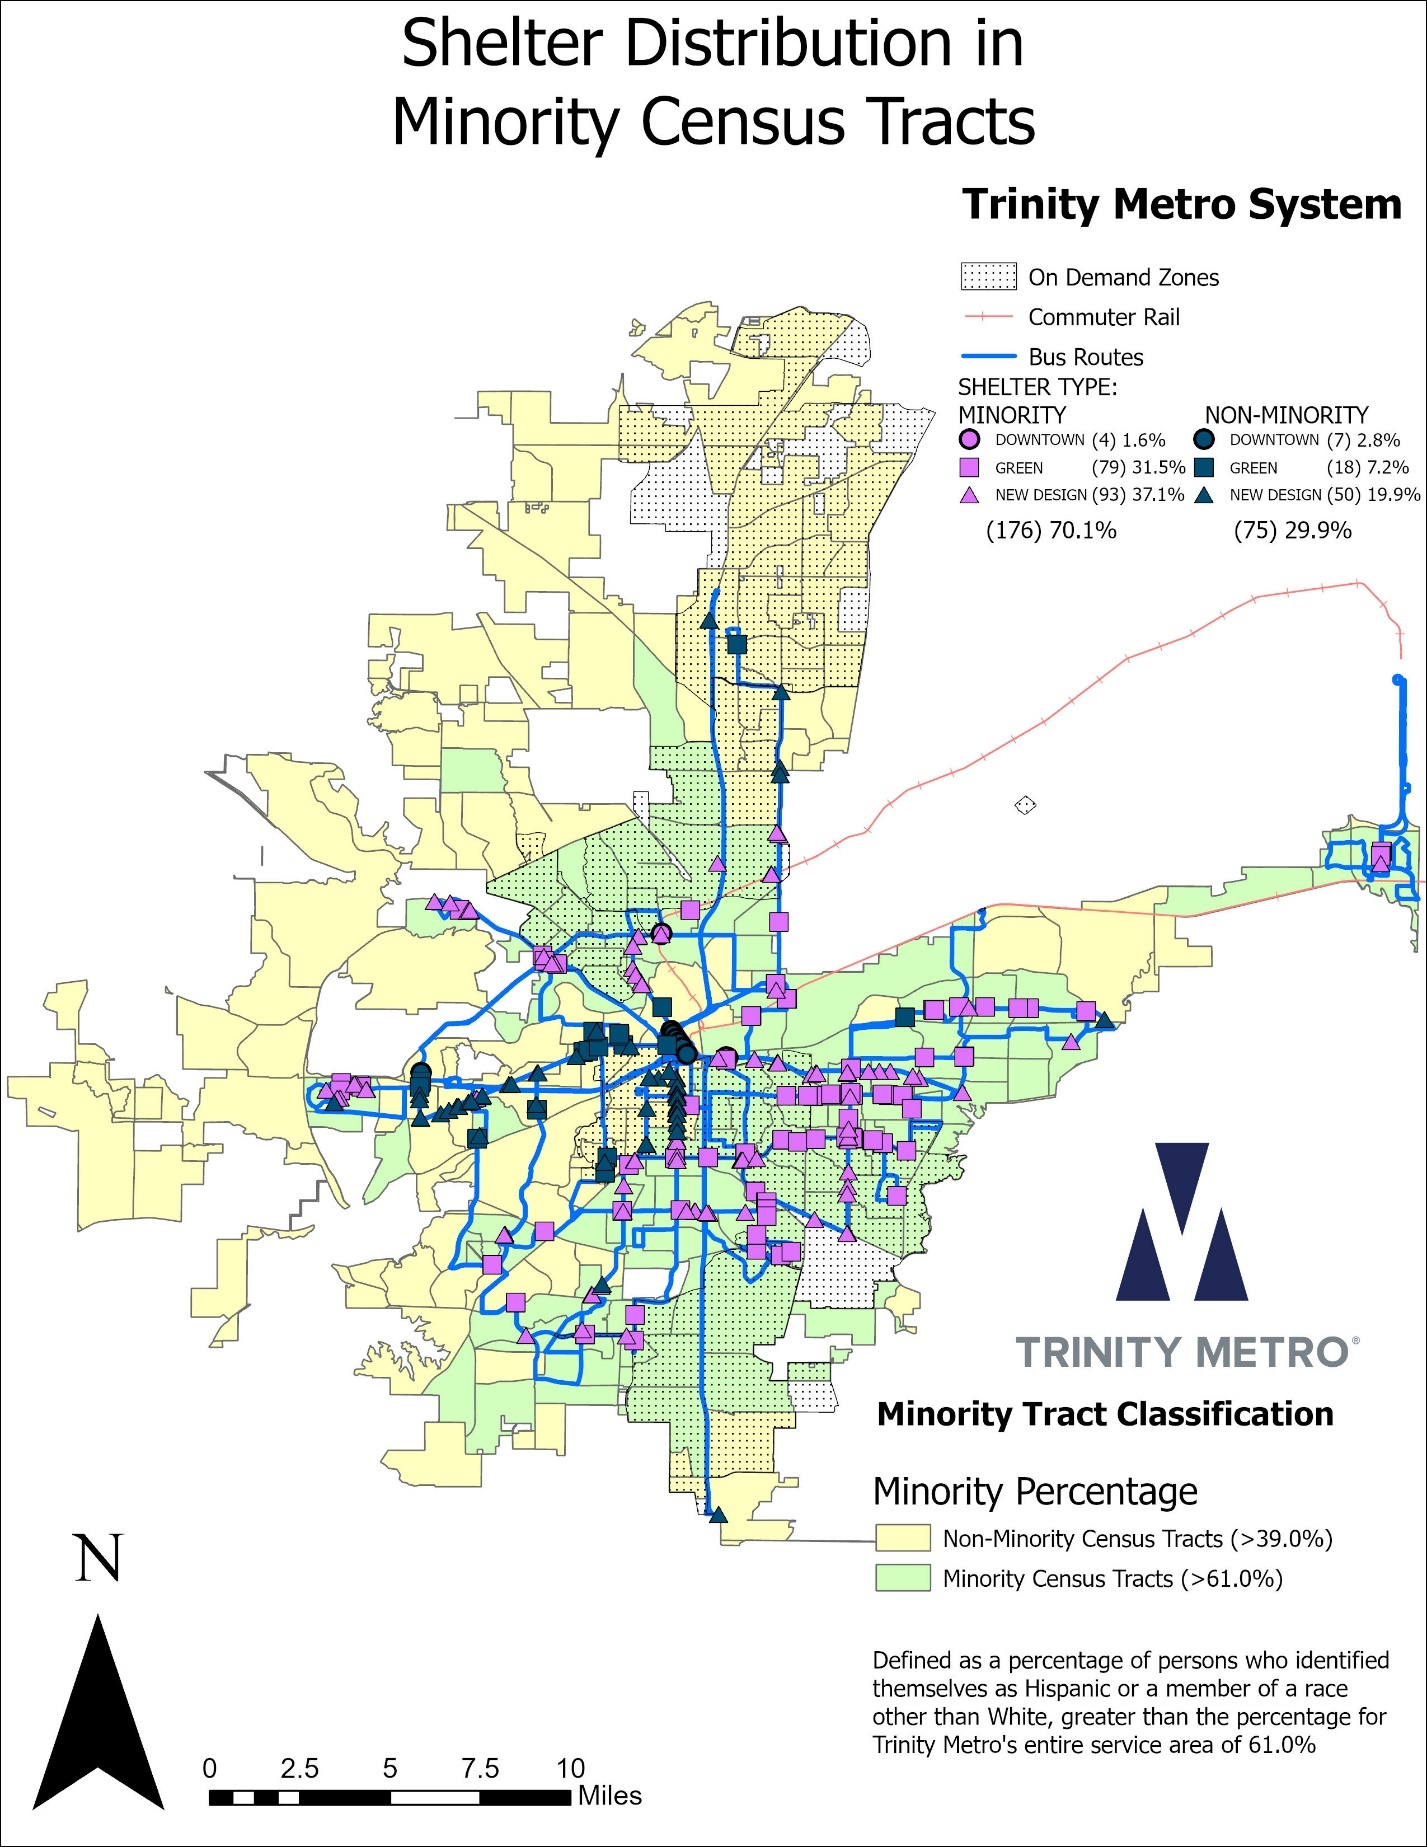 Shelter Distribution in
Minority Census Tracts
Trinity Metro System
On Demand Zones
Commuter Rail
Bus Routes
SHELTER TYPE:
MINORITY NON-MINORITY
DOWNTOWN (4) 1.6% DOWNTOWN (7) 2.8%
GREEN (79) 31.5% GREEN (18) 7.2%
NEW DESIGN (93) 37.1% NEW DESIGN (50) 19.9%
(176) 70.1% (75) 29.9%
TRINITY METRO®
Minority Tract Classification
Minority Percentage
Non-Minority Census Tracts (>39.0%)
Minority Census Tracts (>61.0%)
Defined as a percentage of persons who identified
themselves as Hispanic or a member of a race
other than White, greater than the percentage for
Trinity Metro's entire service area of 61.0%
N
0 2.5 5 7.5 10
Miles